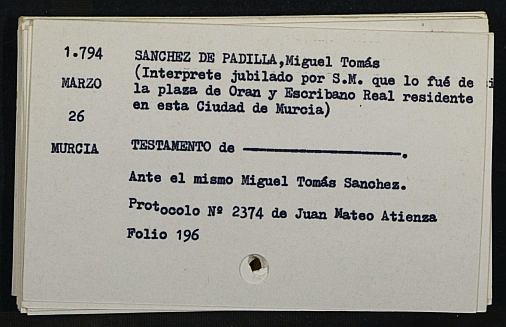 1.794
MARZO
26
MURCIA
SANCHEZ DE PADILLA,Miguel Tomás
(Interprete jubilado por S.M. que lo fué de
la plaza de Oran y Escribano Real residente
en esta Ciudad de Murcia)
TESTAMENTO de ————————————.
Ante el mismo Miguel Tomás Sanchez.
Protocolo Nº 2374 de Juan Mateo Atienza
Folio 196